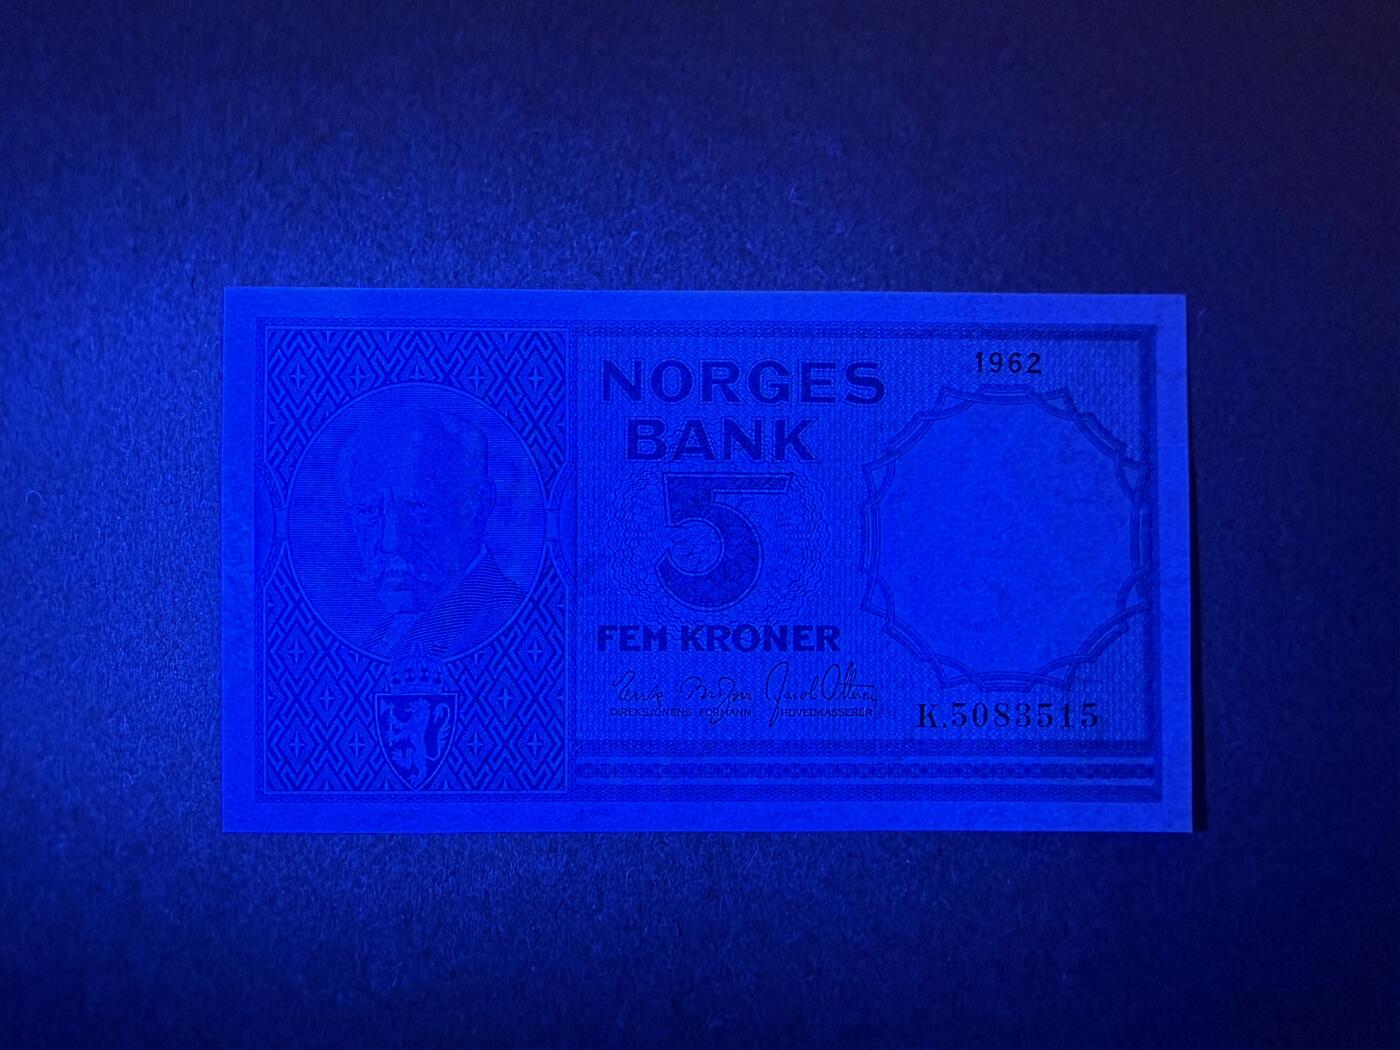 1962
NORGES
BANK
5
FEM KRONER
DIREKSJONENS FORMANN HOVEDKASSERER
K.5083515